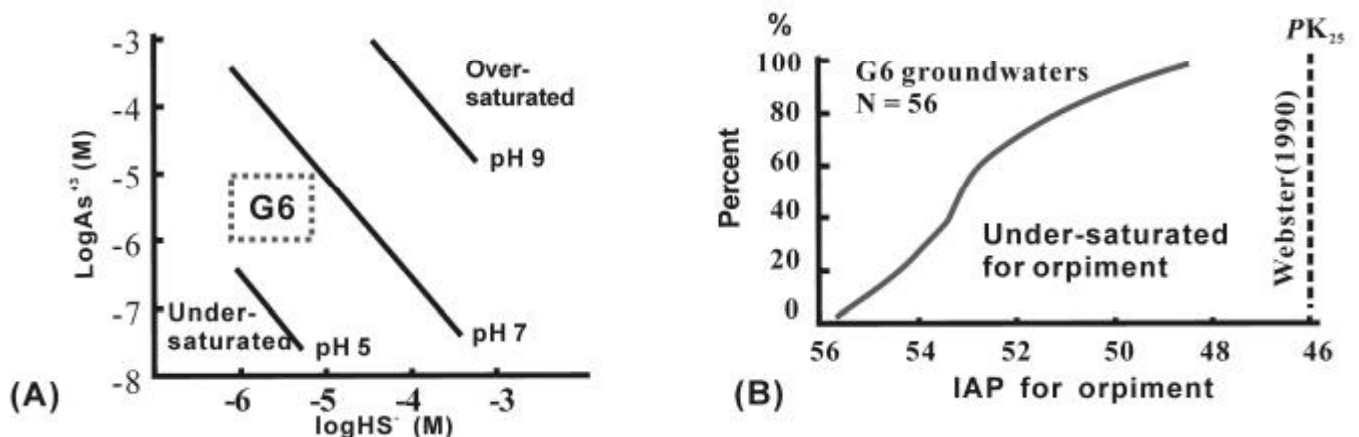 -3
-4
-5
-6
-7
-8
LogAs⁺³ (M)
Over-
saturated
pH 9
G6
Under-
saturated
pH 5
pH 7
-6
-5
-4
-3
logHS⁻ (M)
(A)
%
PK₂₅
100
80
60
40
20
0
Percent
G6 groundwaters
N = 56
Under-saturated
for orpiment
Webster(1990)
56
54
52
50
48
46
IAP for orpiment
(B)